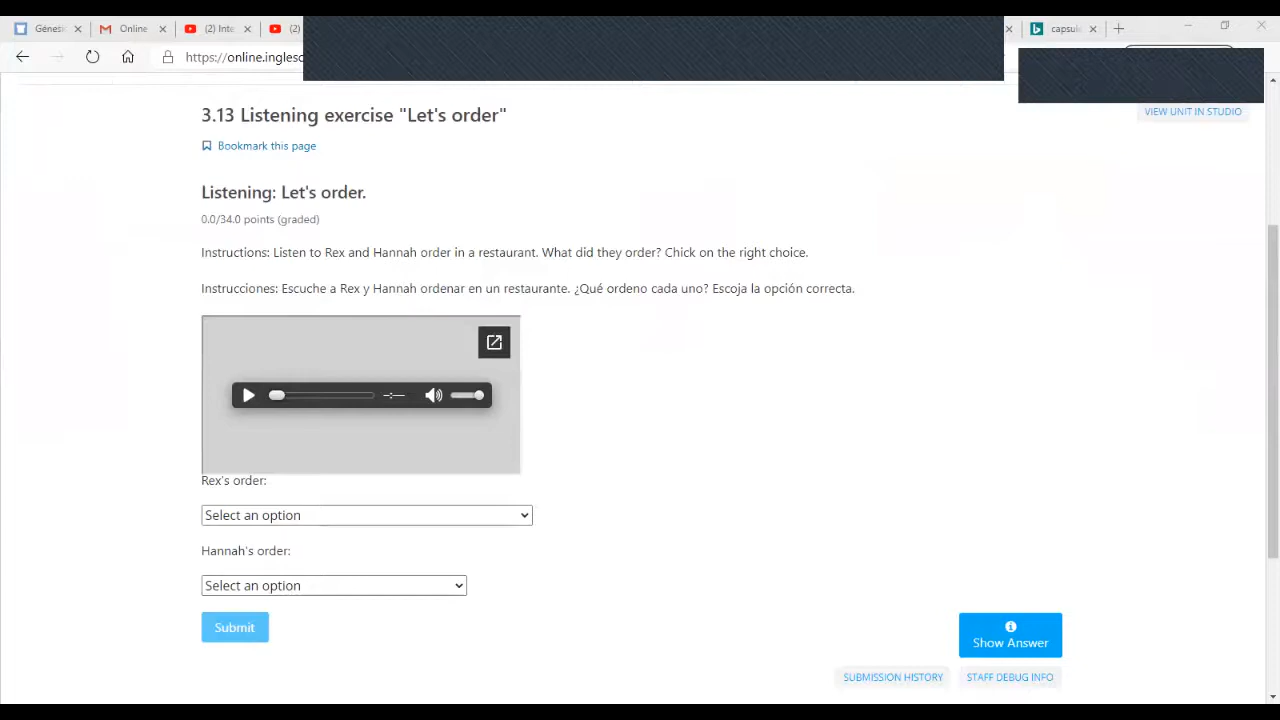 Génesi
Online
(2) Inte
(2)
capsule
https://online.inglesc
3.13 Listening exercise "Let's order"
VIEW UNIT IN STUDIO
Bookmark this page
Listening: Let's order.
0.0/34.0 points (graded)
Instructions: Listen to Rex and Hannah order in a restaurant. What did they order? Chick on the right choice.
Instrucciones: Escuche a Rex y Hannah ordenar en un restaurante. ¿Qué ordeno cada uno? Escoja la opción correcta.
--:--
Rex's order:
Select an option
Hannah's order:
Select an option
Submit
Show Answer
SUBMISSION HISTORY
STAFF DEBUG INFO